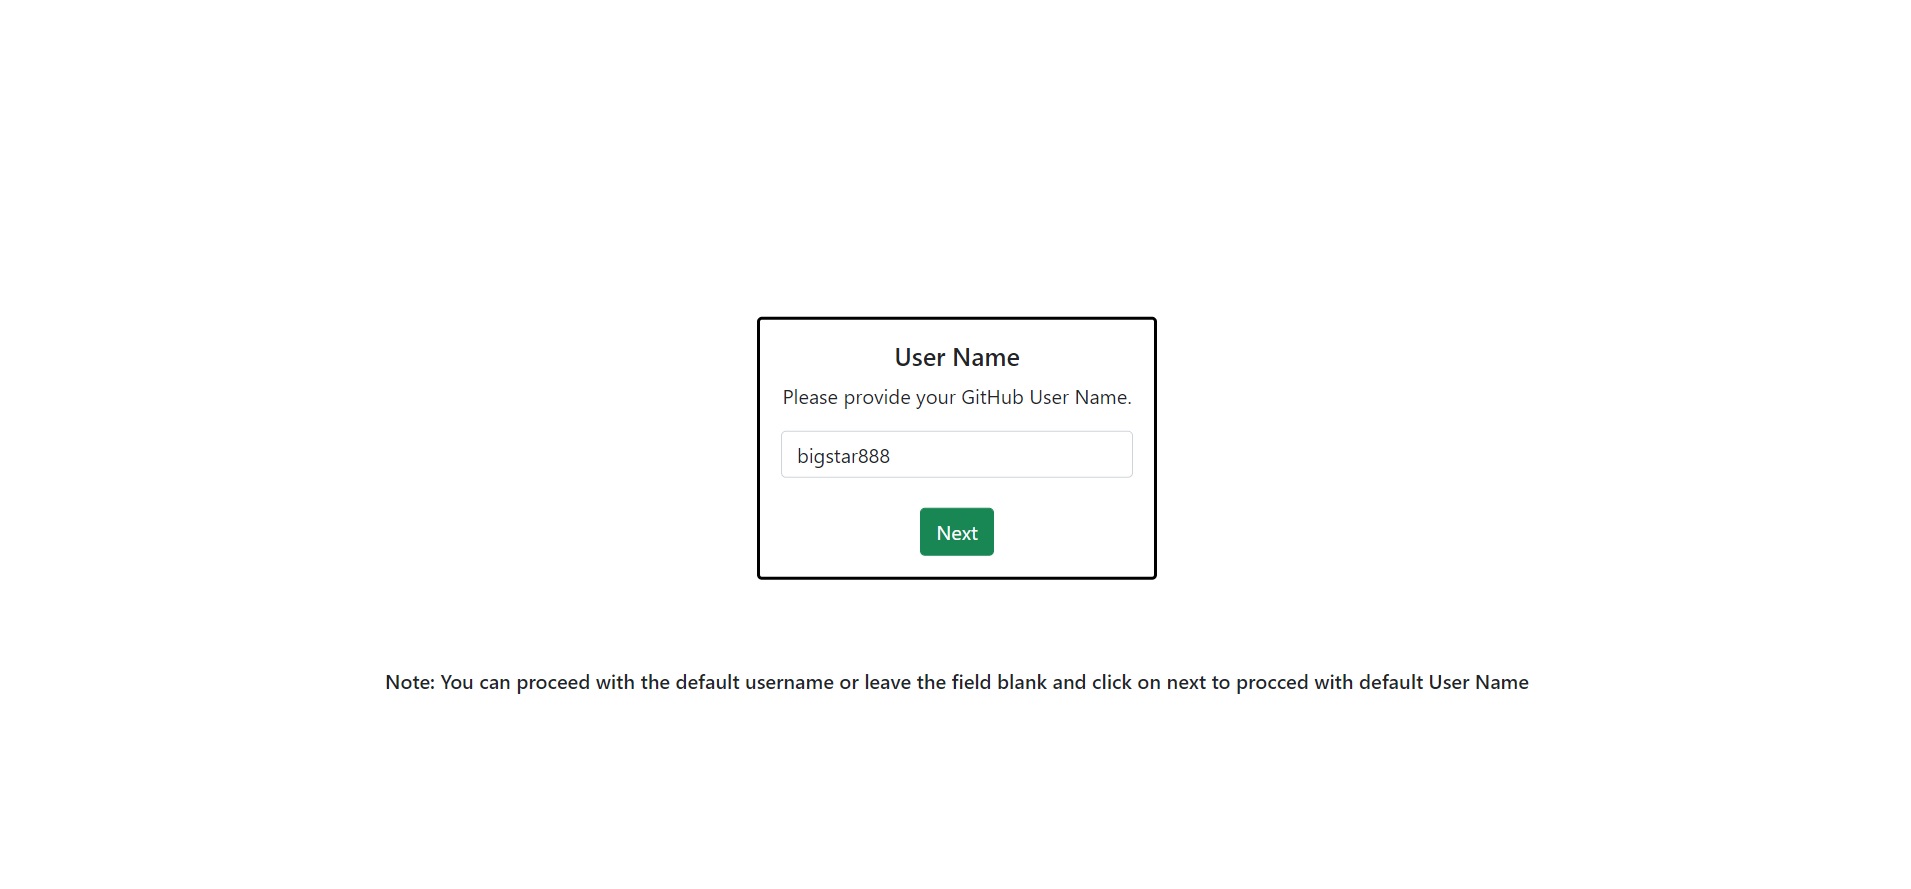 User Name
Please provide your GitHub User Name.
bigstar888
Next
Note: You can proceed with the default username or leave the field blank and click on next to procced with default User Name